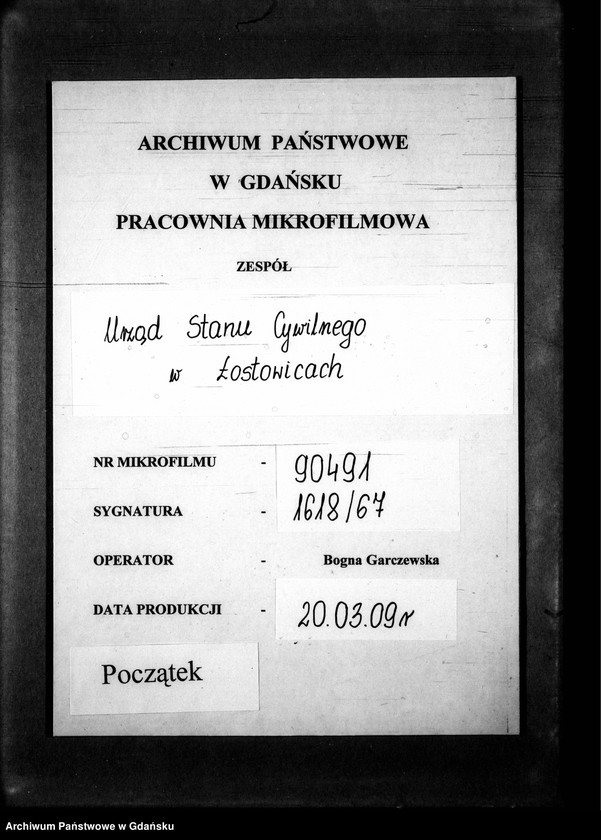 ARCHIWUM PAŃSTWOWE
W GDAŃSKU
PRACOWNIA MIKROFILMOWA
ZESPÓŁ
Urząd Stanu Cywilnego
w Łostowicach
NR MIKROFILMU - 90491
SYGNATURA - 1618/67
OPERATOR - Bogna Garczewska
DATA PRODUKCJI - 20.03.09r
Początek
Archiwum Państwowe w Gdańsku